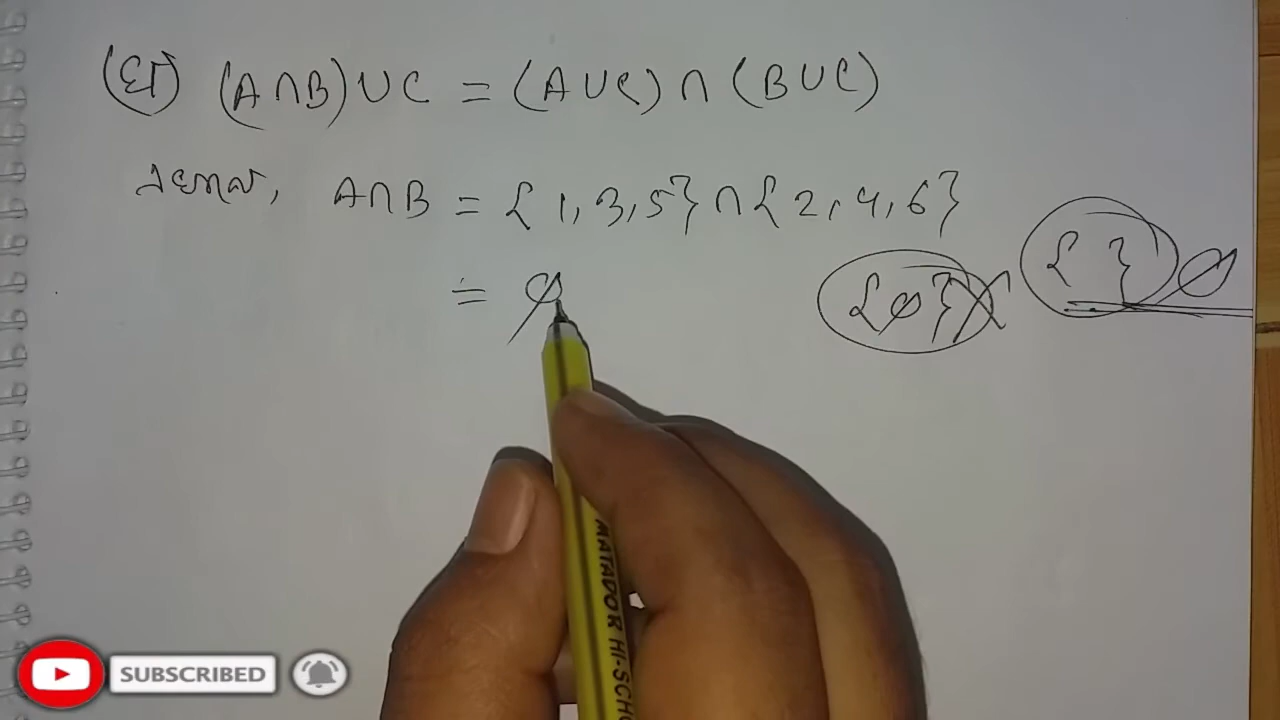 (ঘ) (A∩B)∪C = (A∪C)∩(B∪C)
এখানে, A∩B = {1,3,5}∩{2,4,6}
= ∅
{∅} { } ∅
MATADOR HI-SCHO
SUBSCRIBED